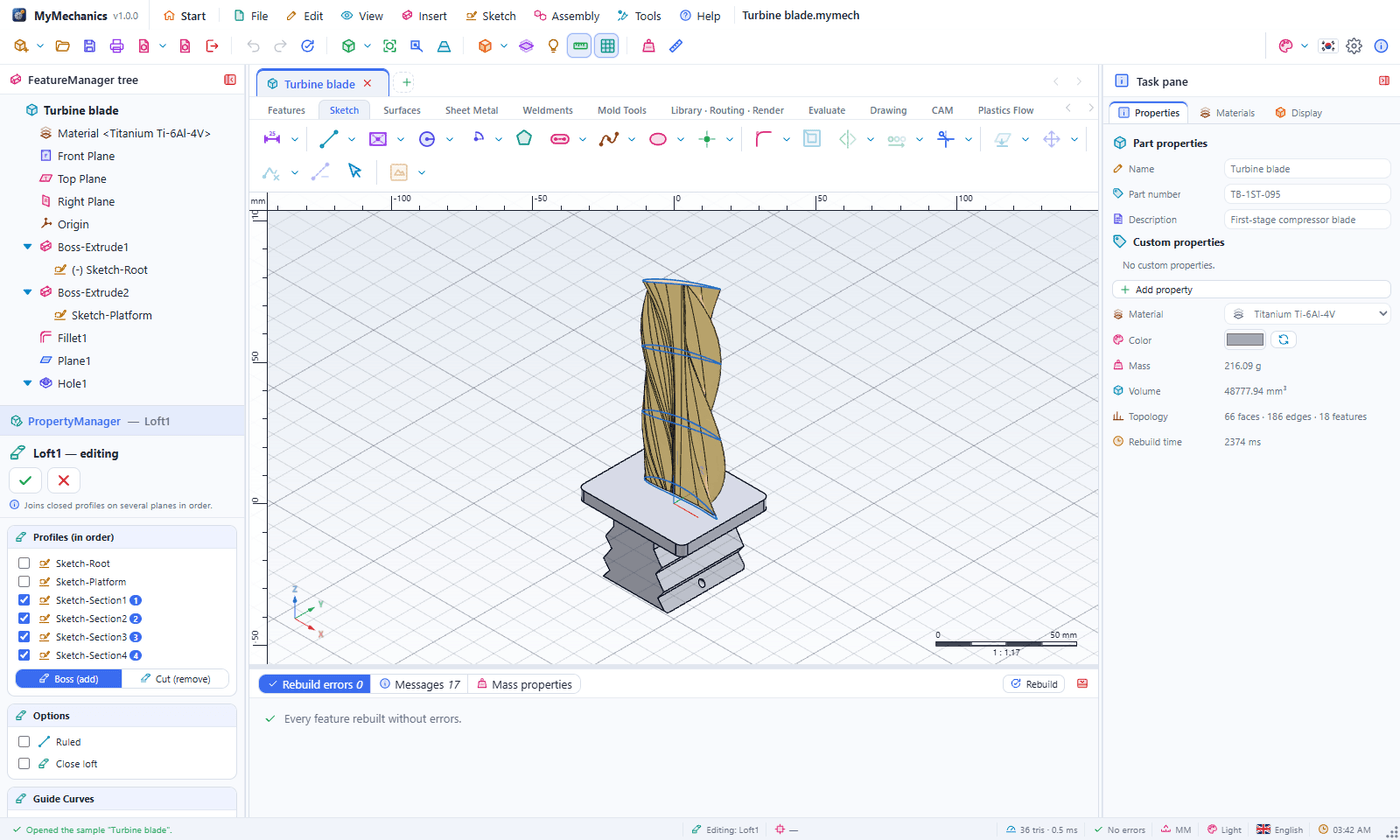 MyMechanics v1.0.0 Start File Edit View Insert Sketch Assembly Tools Help Turbine blade.mymech
FeatureManager tree
Turbine blade
Material <Titanium Ti-6Al-4V>
Front Plane
Top Plane
Right Plane
Origin
Boss-Extrude1
(-) Sketch-Root
Boss-Extrude2
Sketch-Platform
Fillet1
Plane1
Hole1
PropertyManager — Loft1
Loft1 — editing
Joins closed profiles on several planes in order.
Profiles (in order)
Sketch-Root
Sketch-Platform
Sketch-Section1 1
Sketch-Section2 2
Sketch-Section3 3
Sketch-Section4 4
Boss (add) Cut (remove)
Options
Ruled
Close loft
Guide Curves
Turbine blade
Features Sketch Surfaces Sheet Metal Weldments Mold Tools Library · Routing · Render Evaluate Drawing CAM Plastics Flow
25
mm -100 -50 0 50 100
50
0
Z
Y
X
0 50 mm
1 : 1.17
Rebuild errors 0 Messages 17 Mass properties Rebuild
Every feature rebuilt without errors.
Task pane
Properties Materials Display
Part properties
Name Turbine blade
Part number TB-1ST-095
Description First-stage compressor blade
Custom properties
No custom properties.
Add property
Material Titanium Ti-6Al-4V
Color
Mass 216.09 g
Volume 48777.94 mm³
Topology 66 faces · 186 edges · 18 features
Rebuild time 2374 ms
Opened the sample "Turbine blade". Editing: Loft1 — 36 tris · 0.5 ms No errors MM Light English 03:42 AM